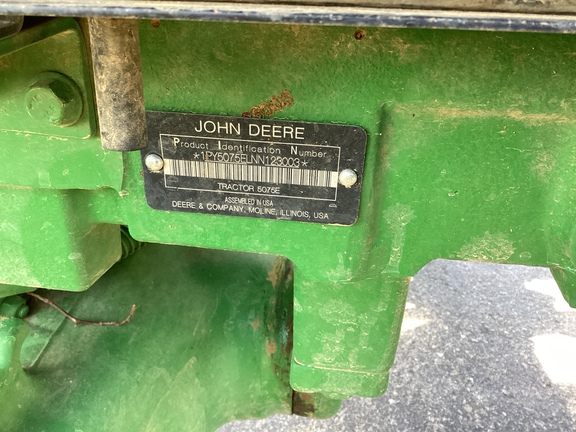 JOHN DEERE
Product Identification Number
*1PY5075ELNN123003*
TRACTOR 5075E
ASSEMBLED IN USA
DEERE & COMPANY, MOLINE, ILLINOIS, USA